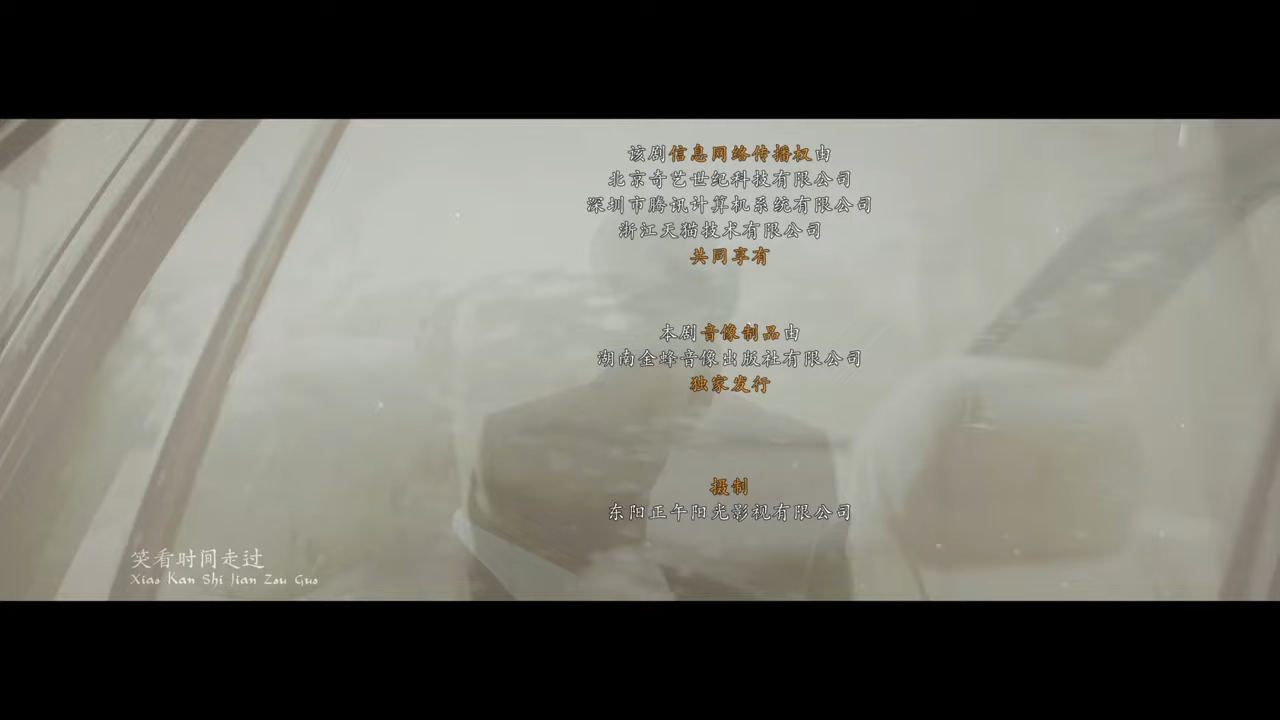 该剧信息网络传播权由
北京奇艺世纪科技有限公司
深圳市腾讯计算机系统有限公司
浙江天猫技术有限公司
共同享有
本剧音像制品由
湖南金蜂音像出版社有限公司
独家发行
摄制
东阳正午阳光影视有限公司
笑看时间走过
Xiao Kan Shi Jian Zou Guo